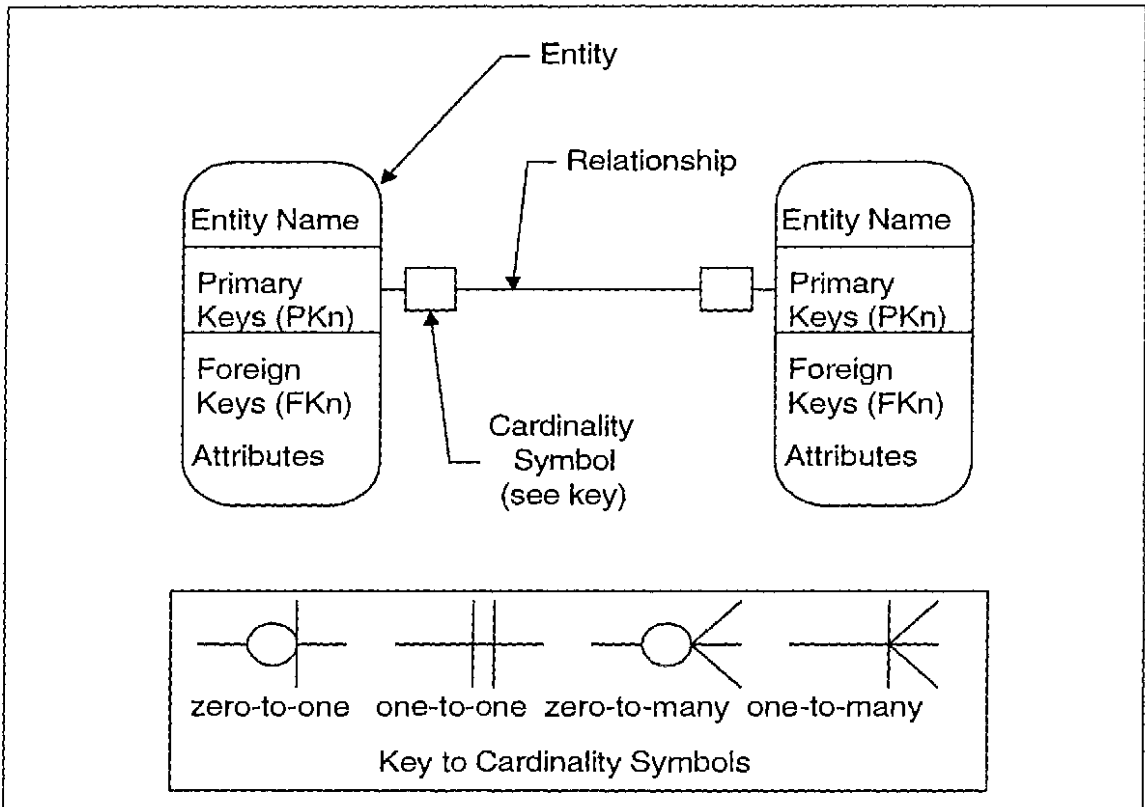 Entity
Relationship
Entity Name
Primary
Keys (PKn)
Foreign
Keys (FKn)
Attributes
Cardinality
Symbol
(see key)
Entity Name
Primary
Keys (PKn)
Foreign
Keys (FKn)
Attributes
zero-to-one one-to-one zero-to-many one-to-many
Key to Cardinality Symbols